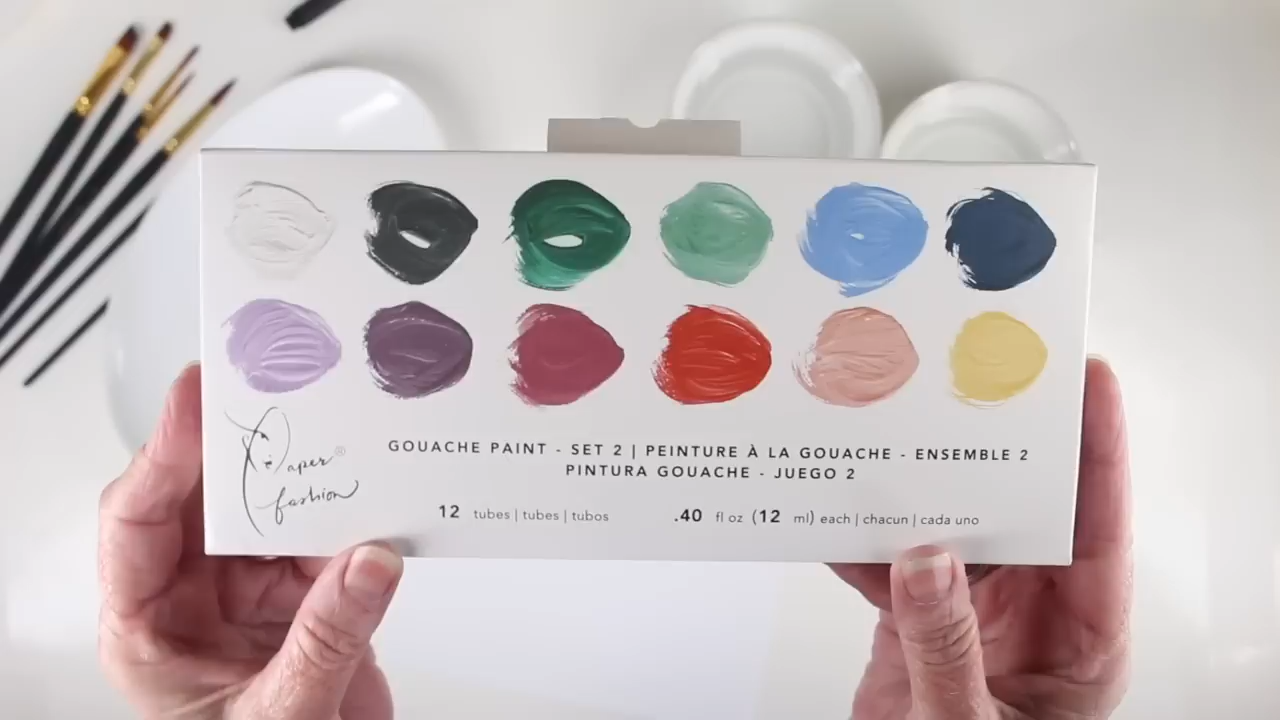 Paper®
fashion
GOUACHE PAINT - SET 2 | PEINTURE À LA GOUACHE - ENSEMBLE 2
PINTURA GOUACHE - JUEGO 2
12 tubes | tubes | tubos .40 fl oz (12 ml) each | chacun | cada uno